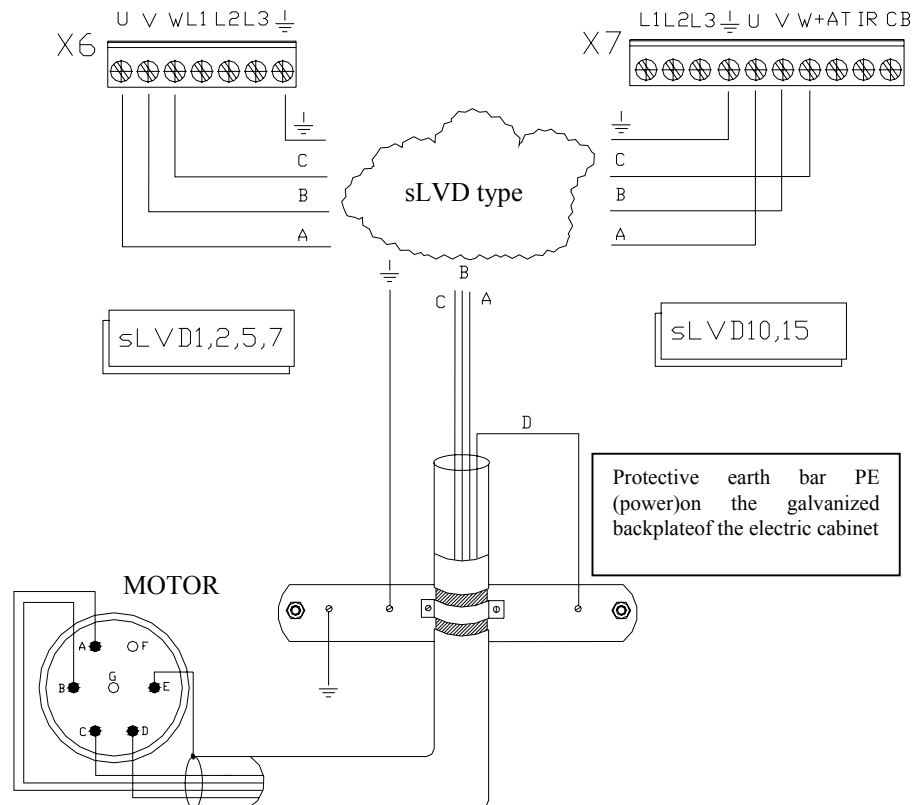 U V W L1 L2 L3
L1 L2 L3 U V W + AT IR CB
X6
X7
C
C
sLVD type
B
B
A
A
B
C A
sLVD1,2,5,7
sLVD10,15
D
Protective earth bar PE
(power)on the galvanized
backplateof the electric cabinet
MOTOR
A F
G
B E
C D